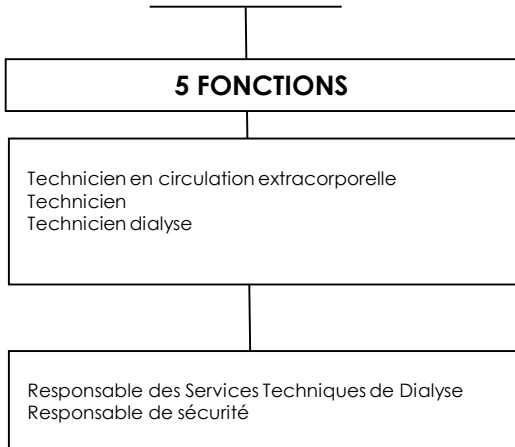 5 FONCTIONS
Technicien en circulation extracorporelle
Technicien
Technicien dialyse
Responsable des Services Techniques de Dialyse
Responsable de sécurité